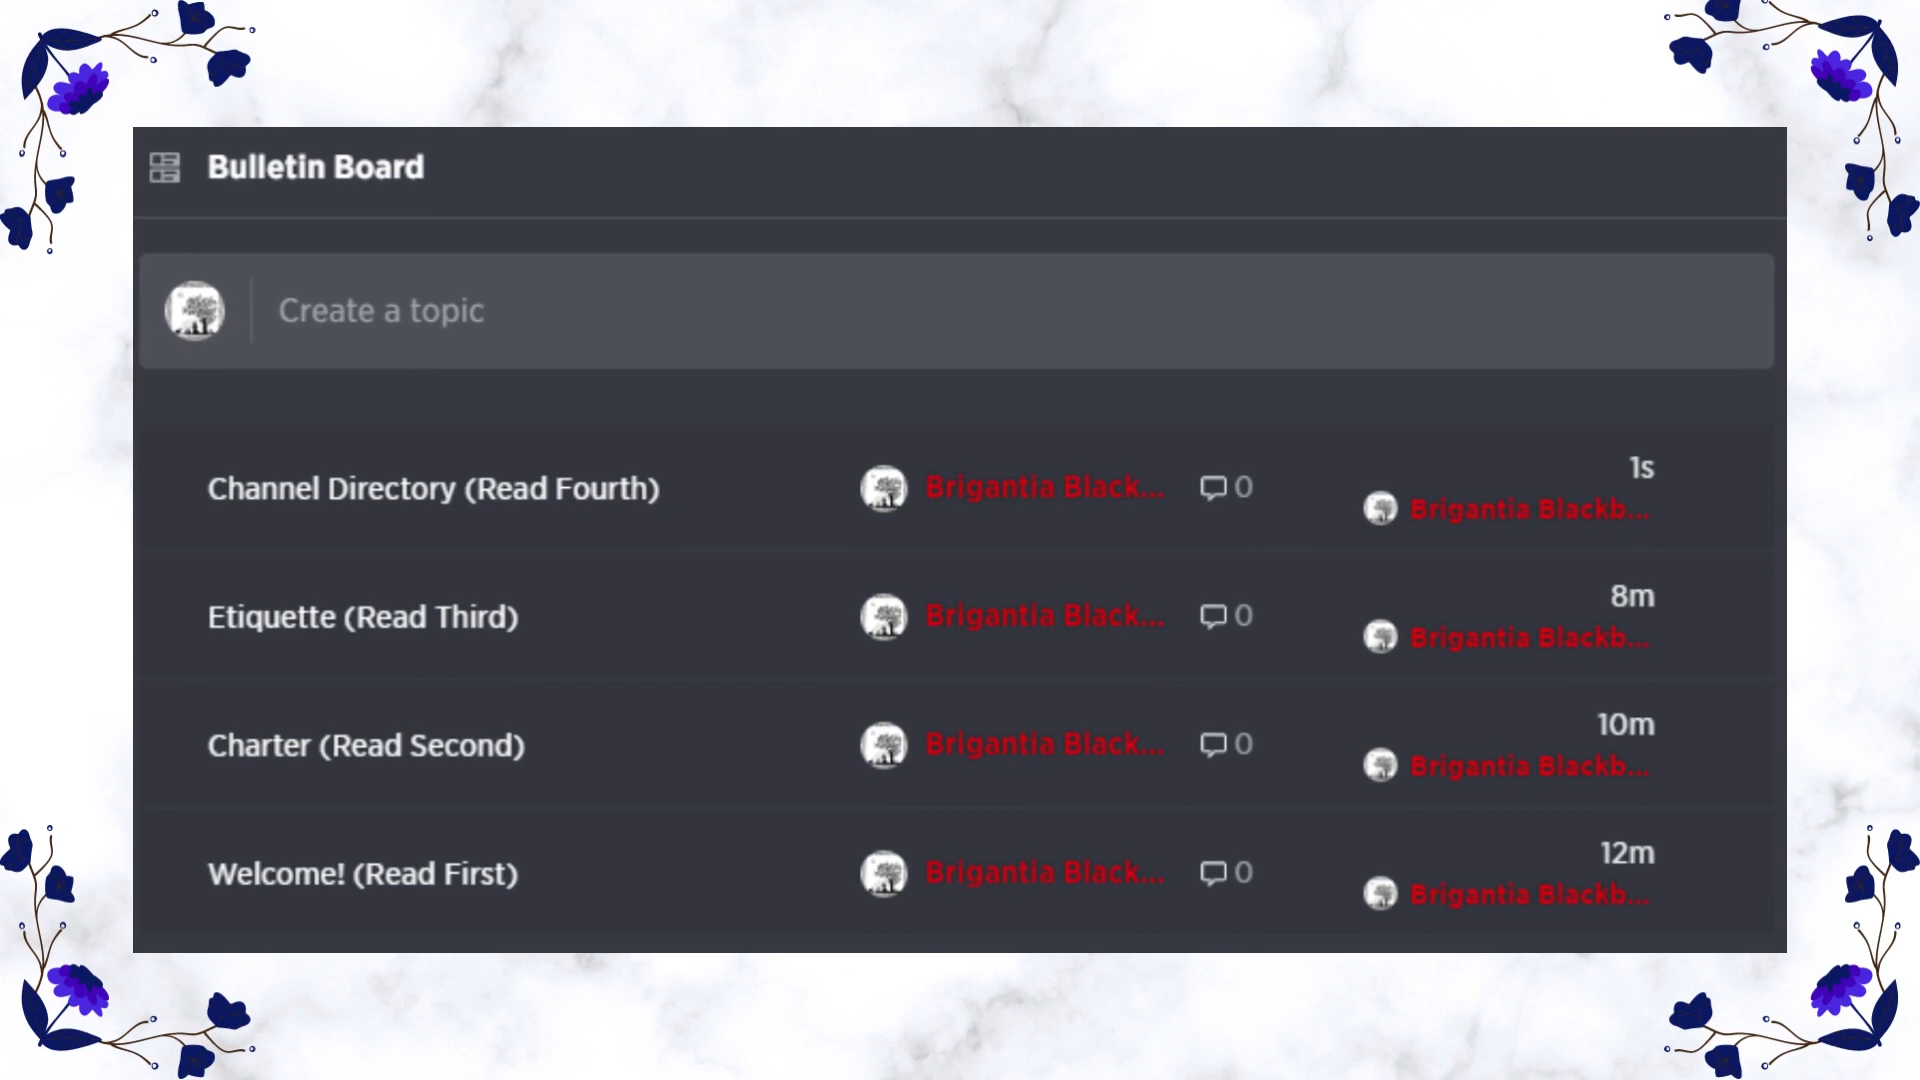 Bulletin Board
Create a topic
Channel Directory (Read Fourth) Brigantia Black... 0 1s
Brigantia Blackb...
Etiquette (Read Third) Brigantia Black... 0 8m
Brigantia Blackb...
Charter (Read Second) Brigantia Black... 0 10m
Brigantia Blackb...
Welcome! (Read First) Brigantia Black... 0 12m
Brigantia Blackb...